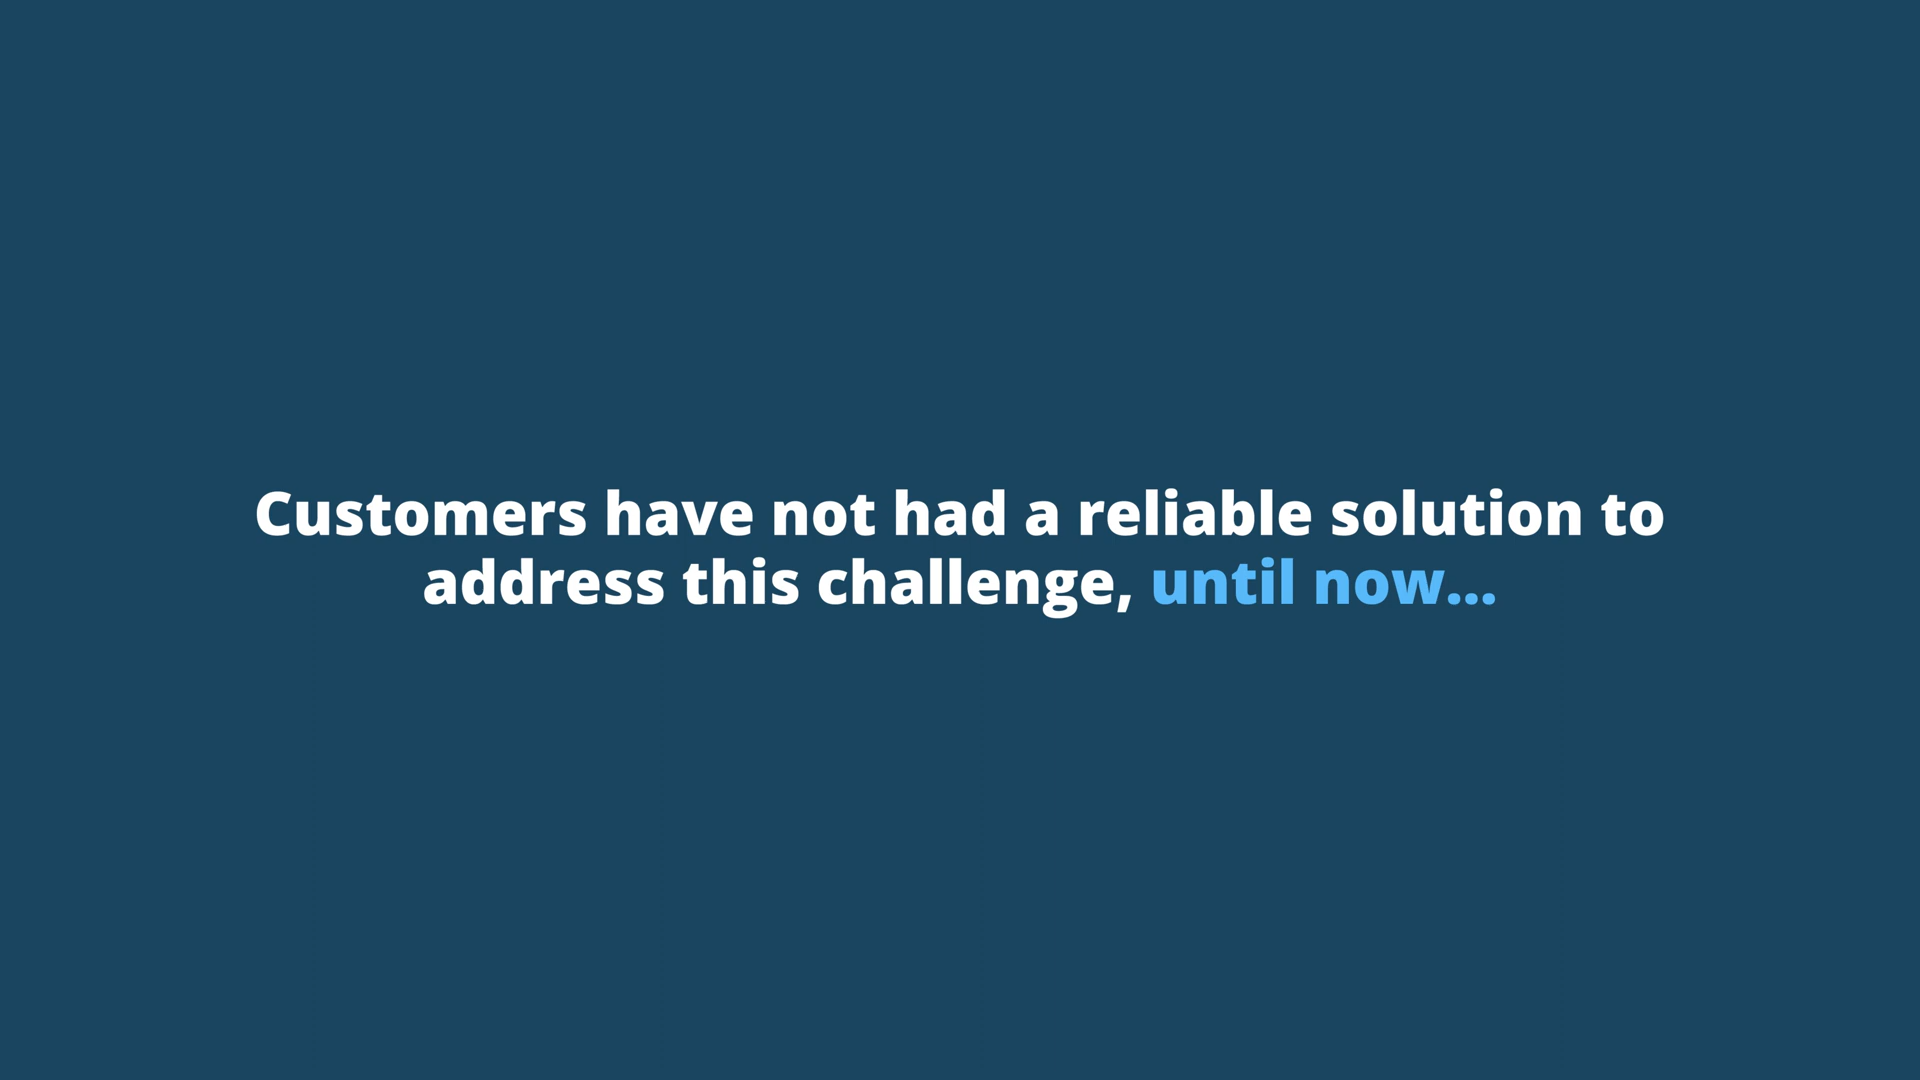 Customers have not had a reliable solution to
address this challenge, until now...